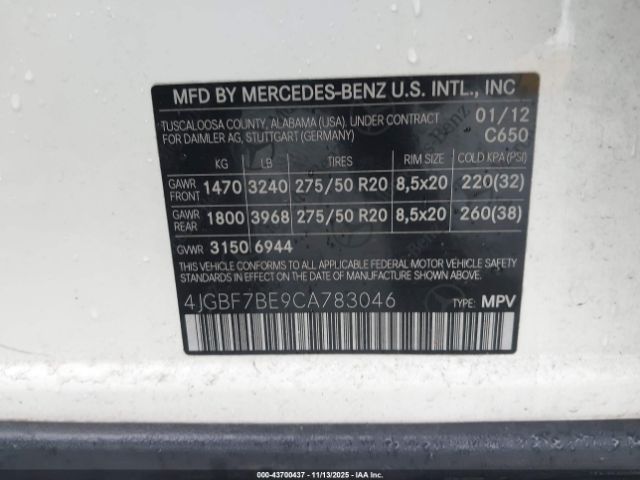 MFD BY MERCEDES-BENZ U.S. INTL., INC
TUSCALOOSA COUNTY, ALABAMA (USA). UNDER CONTRACT 01/12
FOR DAIMLER AG, STUTTGART (GERMANY) C650
KG LB TIRES RIM SIZE COLD KPA (PSI)
GAWR FRONT 1470 3240 275/50 R20 8,5x20 220(32)
GAWR REAR 1800 3968 275/50 R20 8,5x20 260(38)
GVWR 3150 6944
THIS VEHICLE CONFORMS TO ALL APPLICABLE FEDERAL MOTOR VEHICLE SAFETY
STANDARDS IN EFFECT ON THE DATE OF MANUFACTURE SHOWN ABOVE.
4JGBF7BE9CA783046 TYPE: MPV
000-43700437 - 11/13/2025 - IAAI.COM